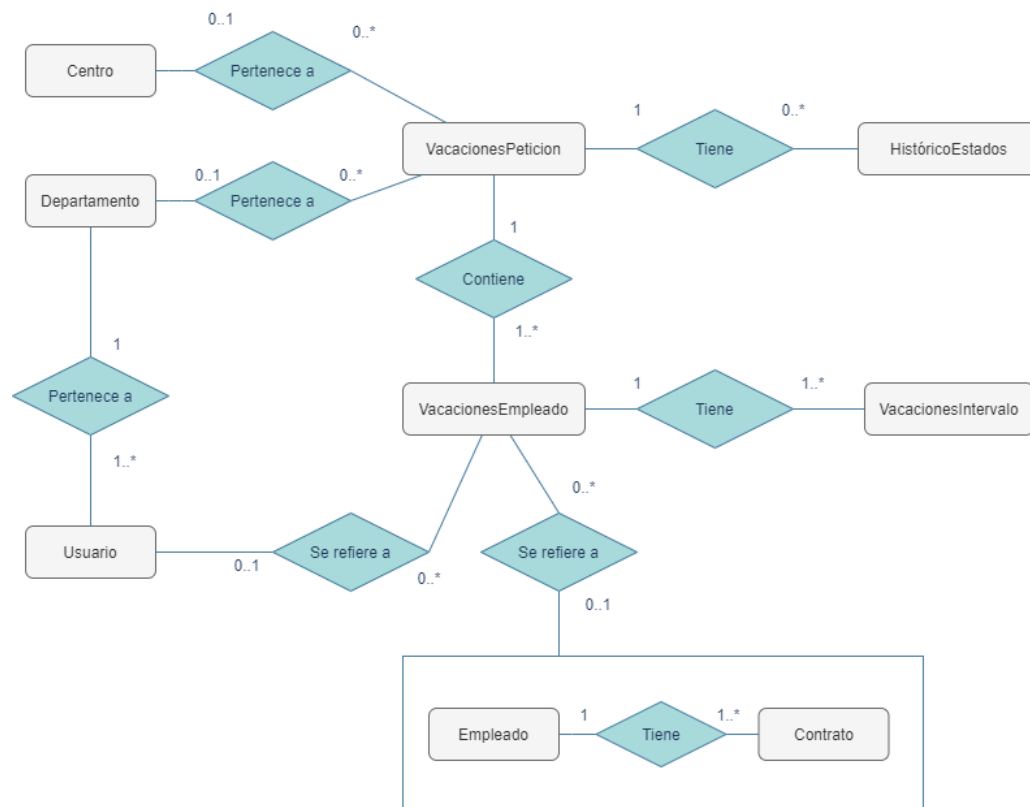 0..1
0..*
Centro
Pertenece a
1
0..*
VacacionesPeticion
Tiene
HistóricoEstados
0..1
0..*
Departamento
Pertenece a
1
Contiene
1..*
1
Pertenece a
1..*
VacacionesEmpleado
1
Tiene
1..*
VacacionesIntervalo
0..*
Usuario
0..1
Se refiere a
0..*
Se refiere a
0..1
Empleado
1
Tiene
1..*
Contrato